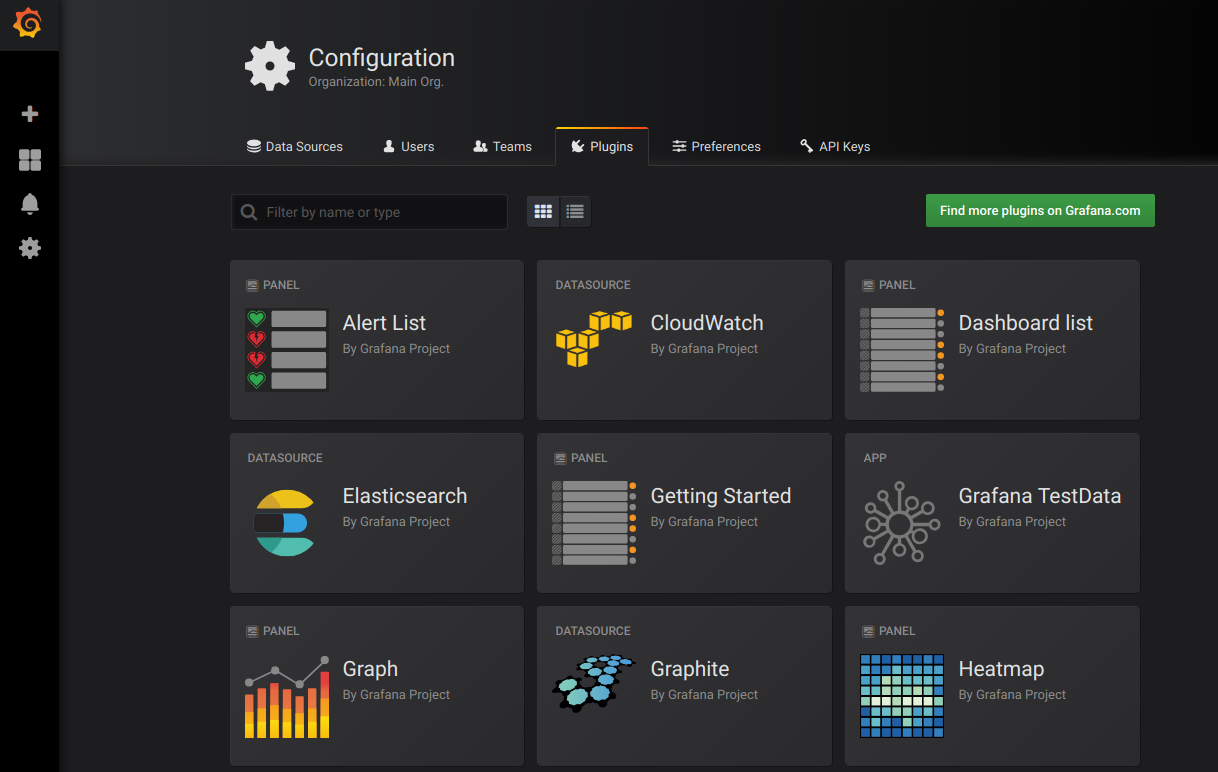 Configuration
Organization: Main Org.
Data Sources Users Teams Plugins Preferences API Keys
Filter by name or type
Find more plugins on Grafana.com
PANEL
Alert List
By Grafana Project
DATASOURCE
CloudWatch
By Grafana Project
PANEL
Dashboard list
By Grafana Project
DATASOURCE
Elasticsearch
By Grafana Project
PANEL
Getting Started
By Grafana Project
APP
Grafana TestData
By Grafana Project
PANEL
Graph
By Grafana Project
DATASOURCE
Graphite
By Grafana Project
PANEL
Heatmap
By Grafana Project